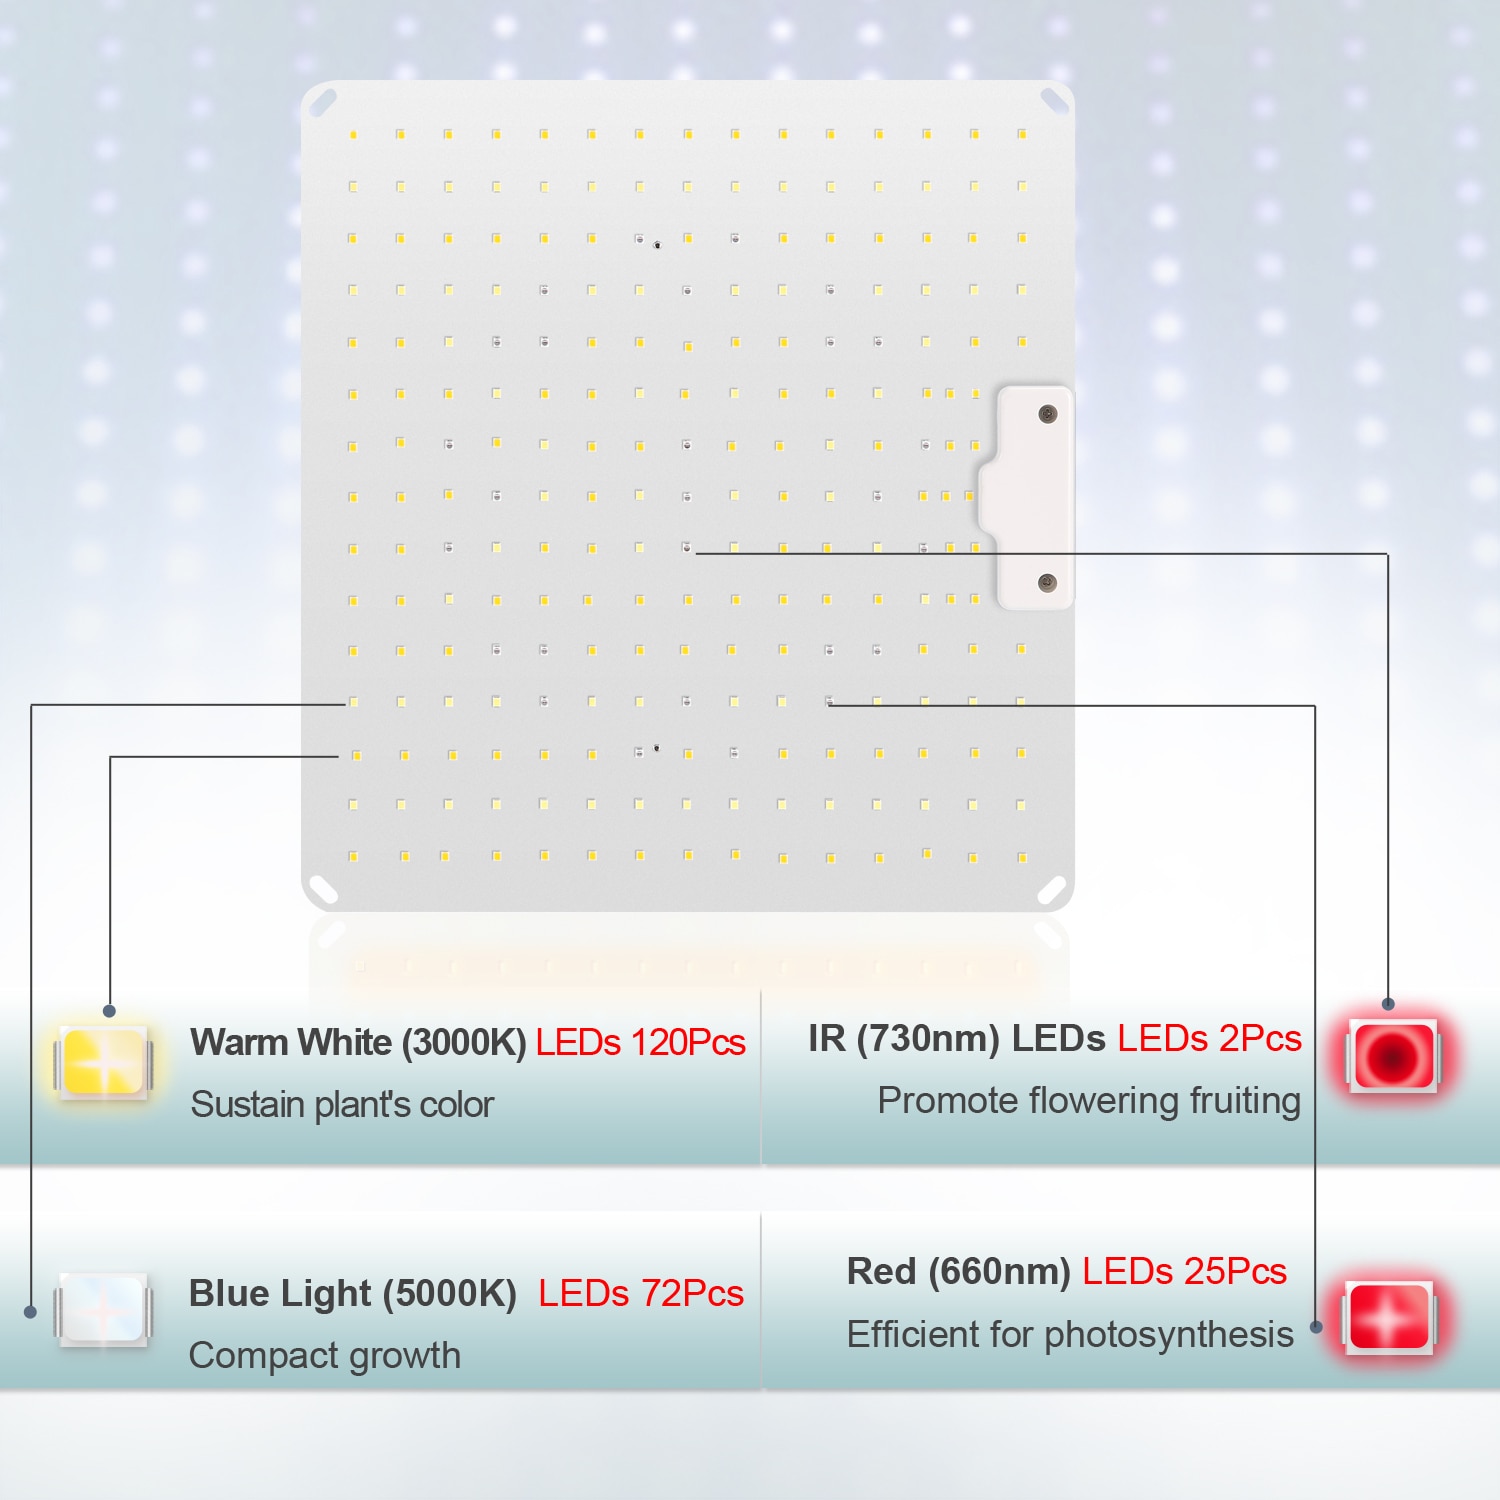 Warm White (3000K) LEDs 120Pcs
Sustain plant's color
IR (730nm) LEDs LEDs 2Pcs
Promote flowering fruiting
Blue Light (5000K) LEDs 72Pcs
Compact growth
Red (660nm) LEDs 25Pcs
Efficient for photosynthesis